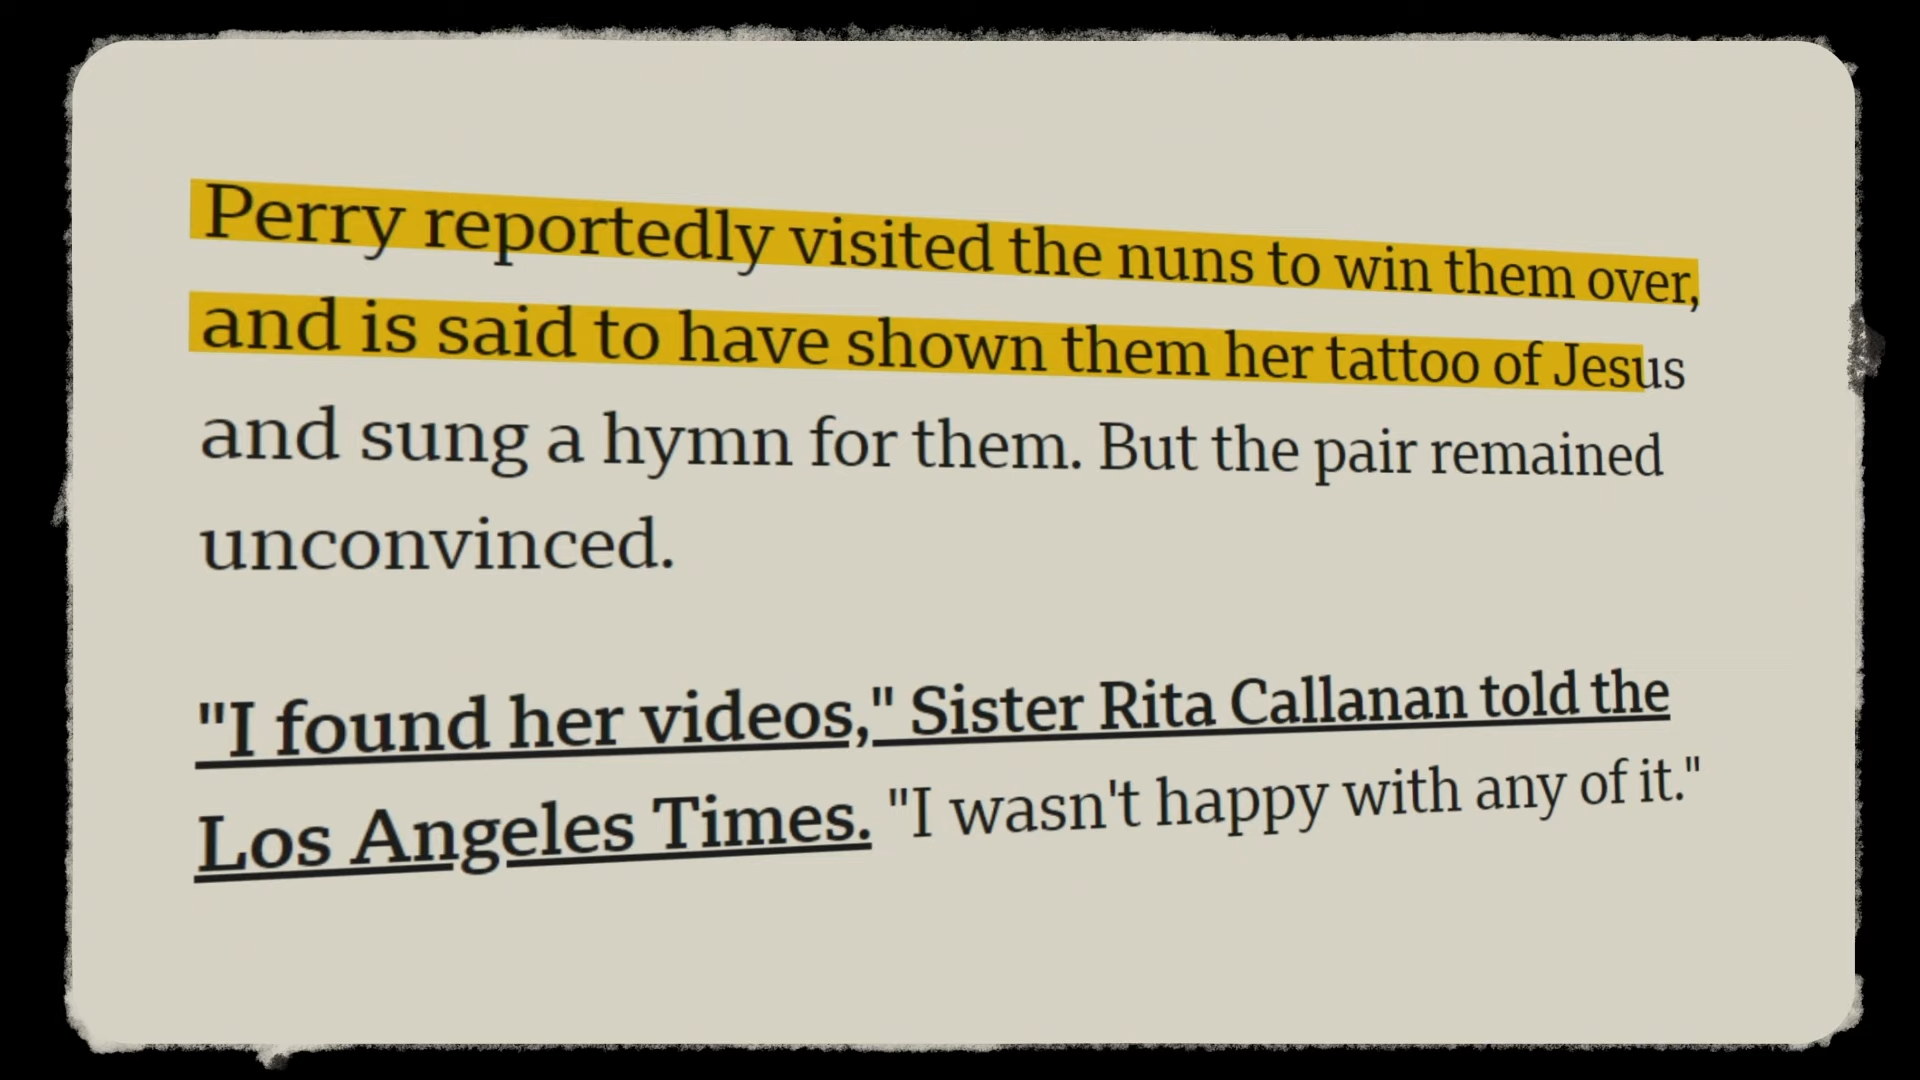 Perry reportedly visited the nuns to win them over,
and is said to have shown them her tattoo of Jesus
and sung a hymn for them. But the pair remained
unconvinced.
"I found her videos," Sister Rita Callanan told the
Los Angeles Times. "I wasn't happy with any of it."